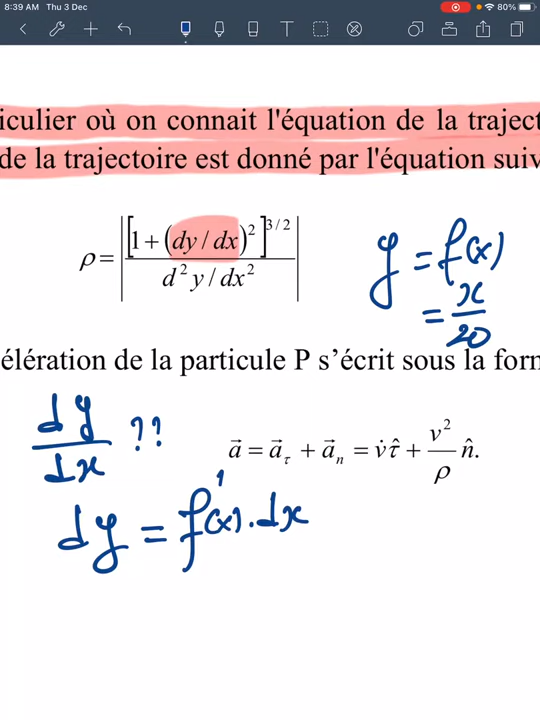 8:39 AM Thu 3 Dec 80%
iculier où on connait l'équation de la traject
de la trajectoire est donné par l'équation suiv
ρ = |[1 + (dy / dx)²]^{3/2} / (d² y / dx²)|
y = f(x)
= x/20
élération de la particule P s'écrit sous la form
dy/dx ??
a⃗ = a⃗_τ + a⃗_n = v̇ τ̂ + v²/ρ n̂.
dy = f'(x).dx